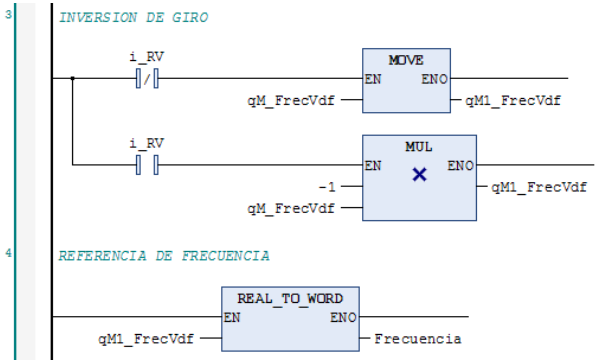 3 INVERSION DE GIRO
i_RV
MOVE
EN ENO
qM_FrecVdf qM1_FrecVdf
i_RV
MUL
EN ENO
-1 qM1_FrecVdf
qM_FrecVdf
4 REFERENCIA DE FRECUENCIA
REAL_TO_WORD
EN ENO
qM1_FrecVdf Frecuencia